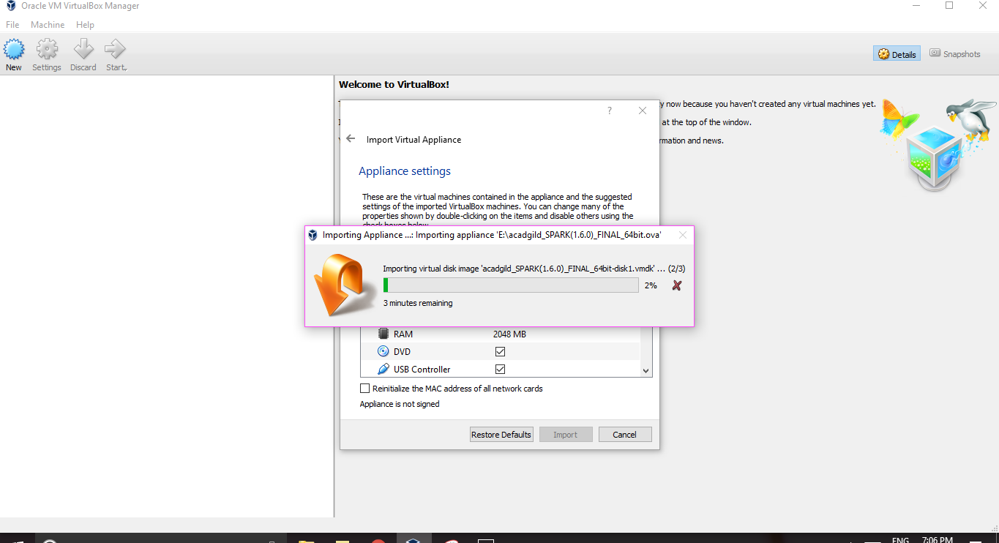 Oracle VM VirtualBox Manager
File Machine Help
New Settings Discard Start
Details Snapshots
Welcome to VirtualBox!
y now because you haven't created any virtual machines yet.
at the top of the window.
rmation and news.
?
Import Virtual Appliance
Appliance settings
These are the virtual machines contained in the appliance and the suggested
settings of the imported VirtualBox machines. You can change many of the
properties shown by double-clicking on the items and disable others using the
check boxes below.
Importing Appliance ...: Importing appliance 'E:\acadgild_SPARK(1.6.0)_FINAL_64bit.ova'
Importing virtual disk image 'acadgild_SPARK(1.6.0)_FINAL_64bit-disk1.vmdk' ... (2/3)
2%
3 minutes remaining
RAM 2048 MB
DVD
USB Controller
Reinitialize the MAC address of all network cards
Appliance is not signed
Restore Defaults Import Cancel
ENG 7:06 PM